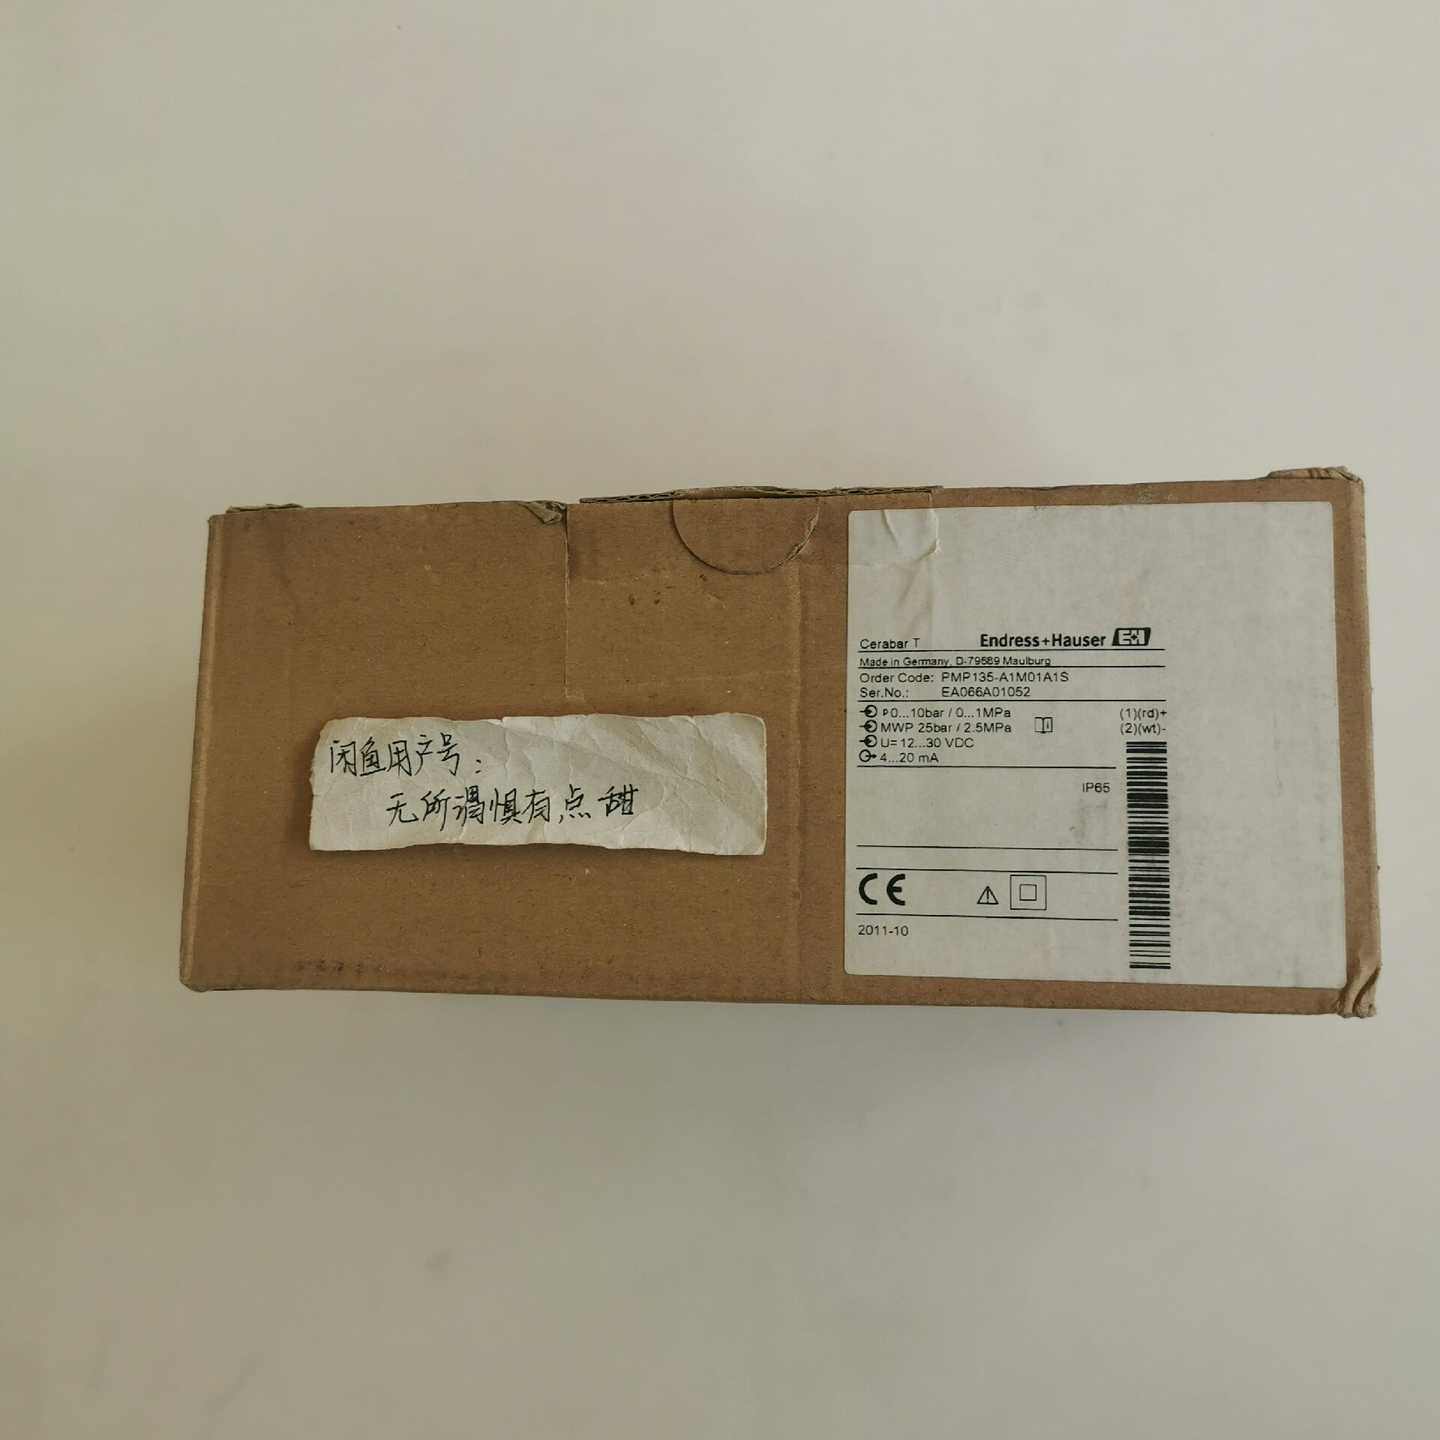 闲鱼用户号：
无所谓惧有点甜
Cerabar T Endress+Hauser EH
Made in Germany, D-79689 Maulburg
Order Code: PMP135-A1M01A1S
Ser.No.: EA066A01052
P 0...10bar / 0...1MPa (1)(rd)+
MWP 25bar / 2.5MPa (2)(wt)-
U= 12...30 VDC
4...20 mA
IP65
CE
2011-10